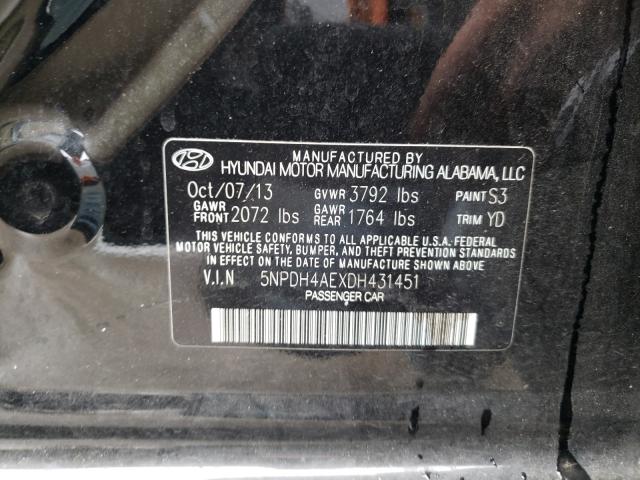 MANUFACTURED BY
HYUNDAI MOTOR MANUFACTURING ALABAMA, LLC
Oct/07/13 GVWR 3792 lbs PAINT S3
GAWR FRONT 2072 lbs GAWR REAR 1764 lbs TRIM YD
THIS VEHICLE CONFORMS TO ALL APPLICABLE U.S.A. FEDERAL
MOTOR VEHICLE SAFETY, BUMPER, AND THEFT PREVENTION STANDARDS
IN EFFECT ON THE DATE OF MANUFACTURE SHOWN ABOVE.
V.I.N 5NPDH4AEXDH431451
PASSENGER CAR